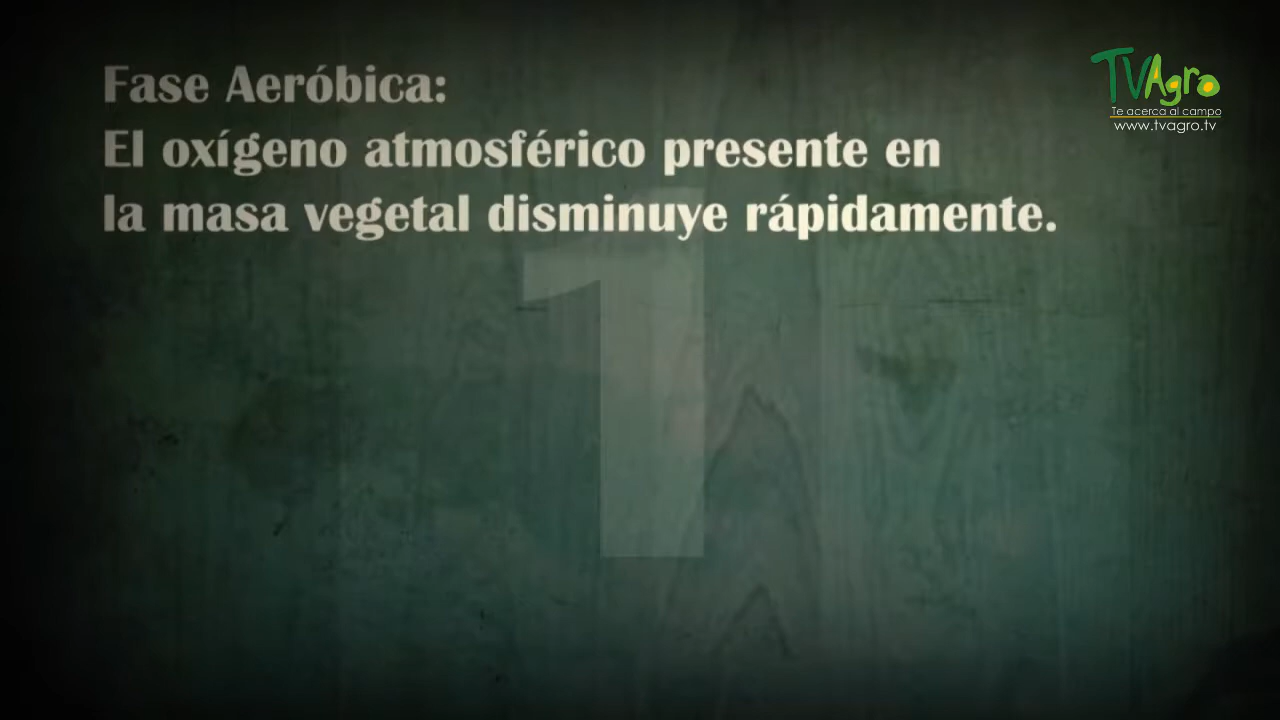 Fase Aeróbica:
El oxígeno atmosférico presente en
la masa vegetal disminuye rápidamente.
1
TVAgro
Te acerca al campo
www.tvagro.tv